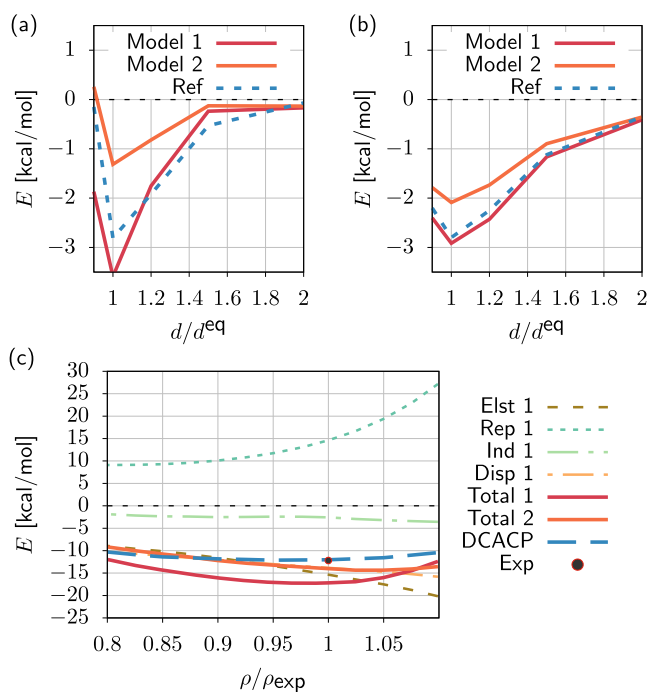 (a)
Model 1
Model 2
Ref
1
0
−1
−2
−3
E [kcal/mol]
1 1.2 1.4 1.6 1.8 2
d/d^eq
(b)
Model 1
Model 2
Ref
1
0
−1
−2
−3
E [kcal/mol]
1 1.2 1.4 1.6 1.8 2
d/d^eq
(c)
30
25
20
15
10
5
0
−5
−10
−15
−20
−25
E [kcal/mol]
0.8 0.85 0.9 0.95 1 1.05
ρ/ρexp
Elst 1
Rep 1
Ind 1
Disp 1
Total 1
Total 2
DCACP
Exp